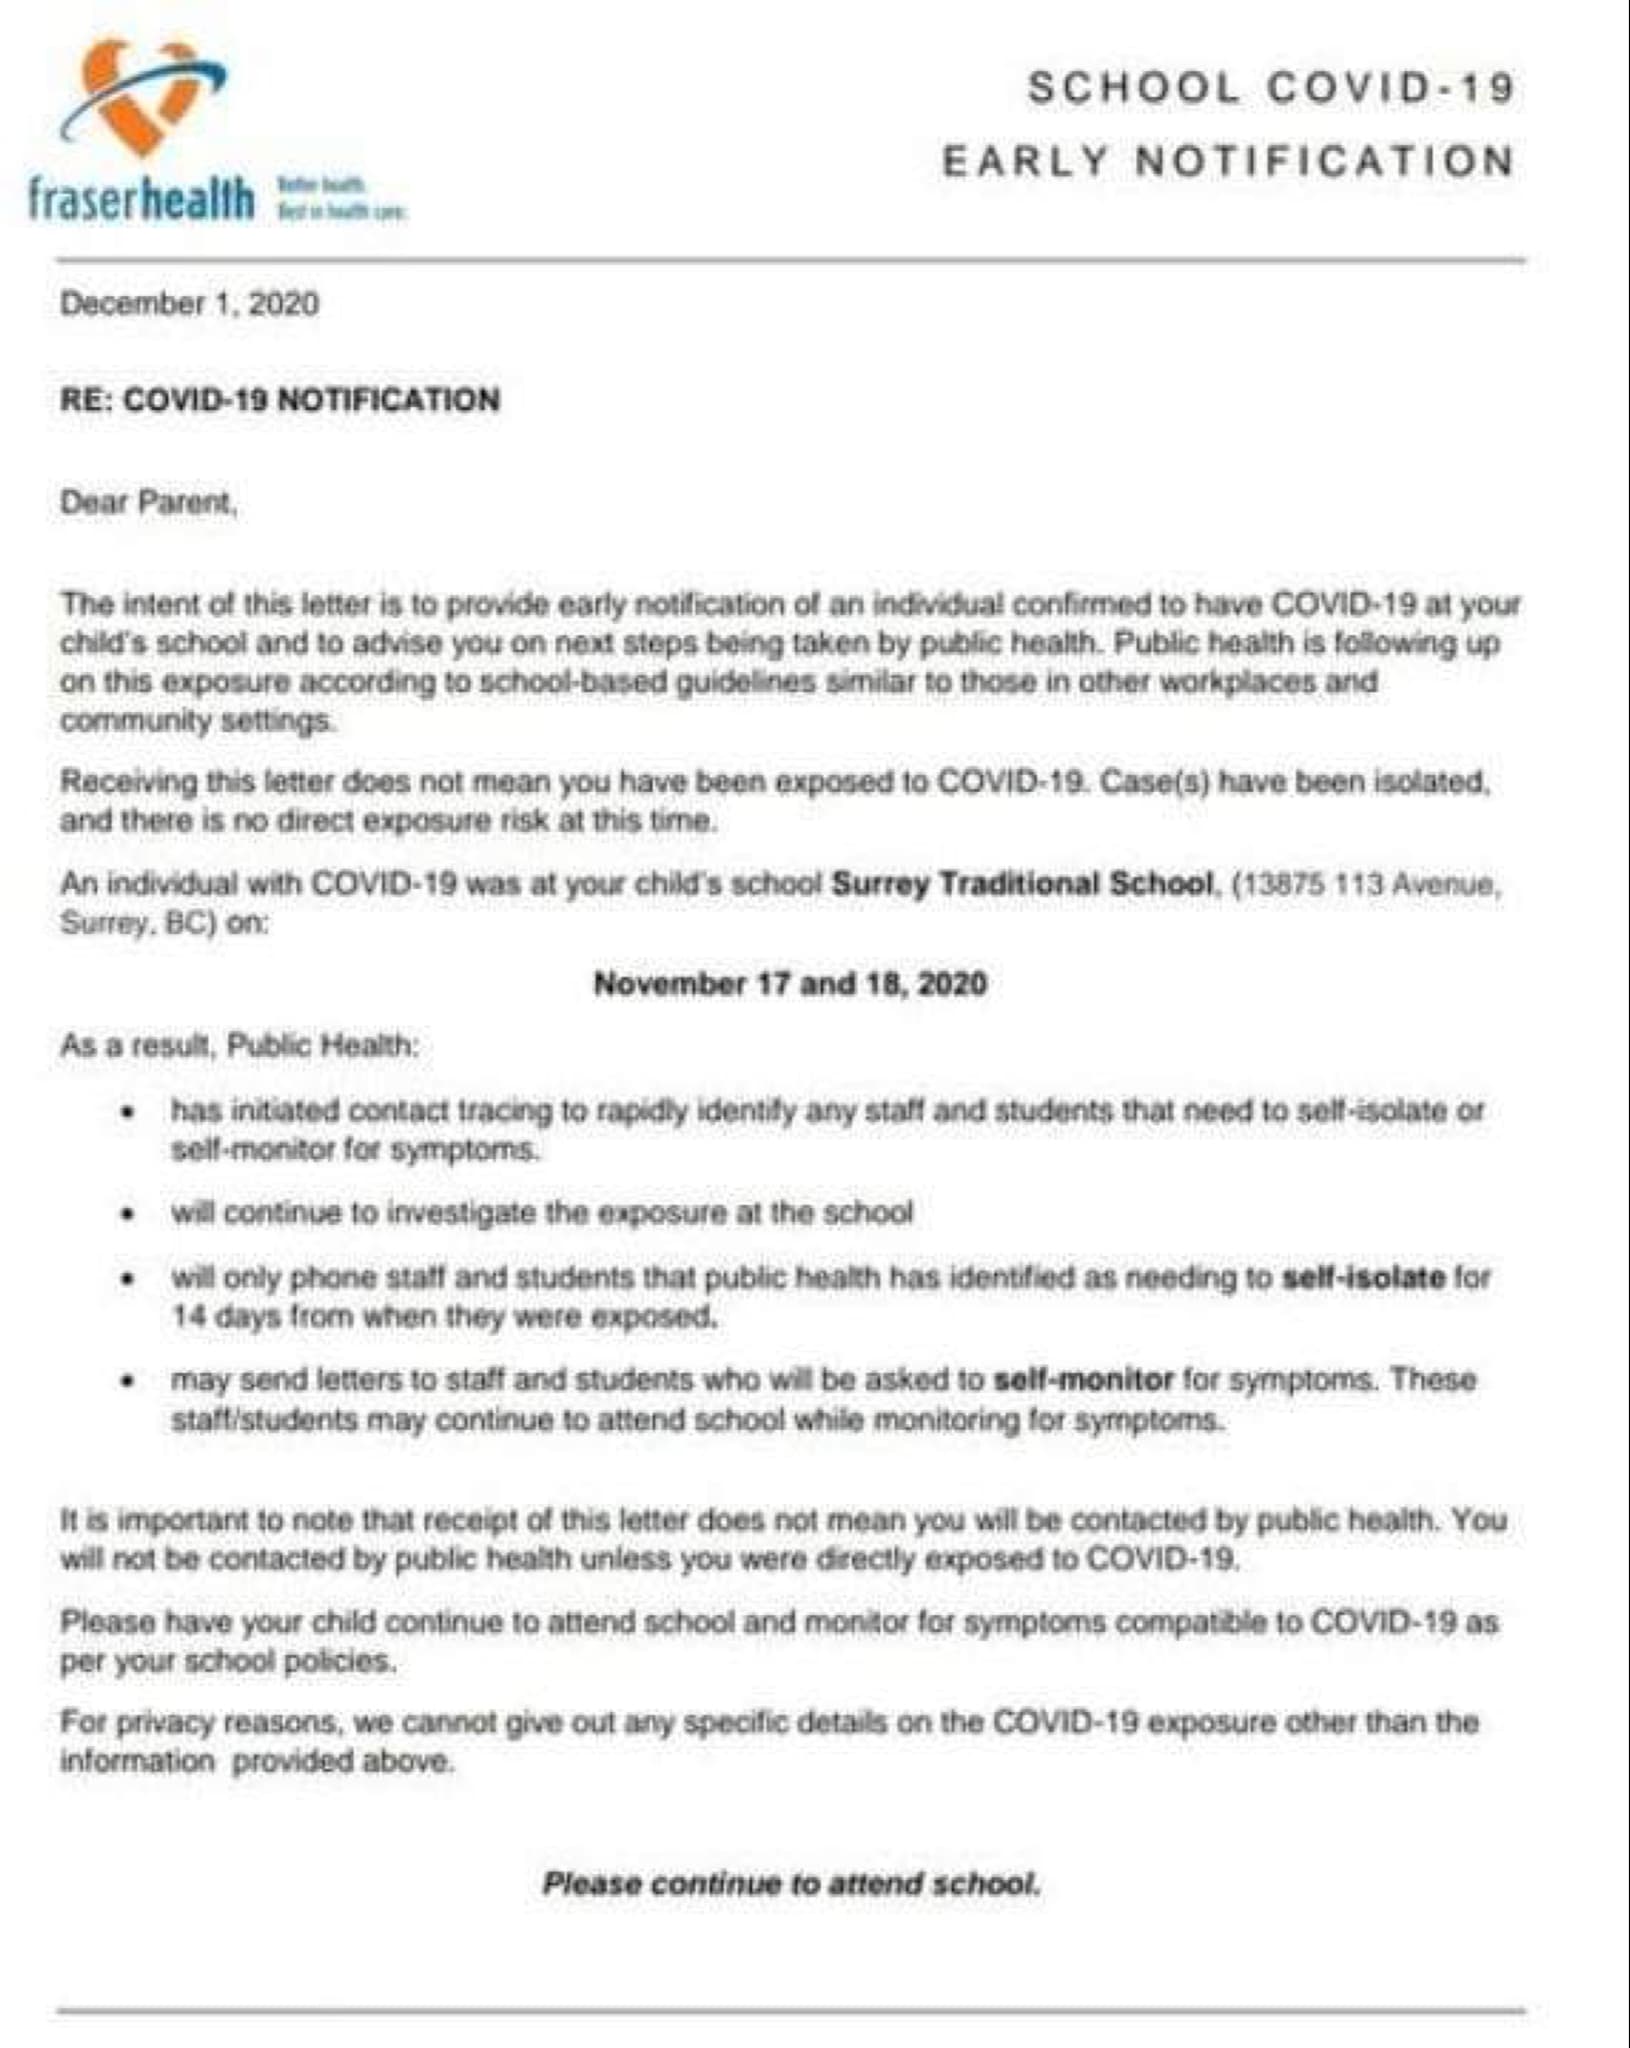 SCHOOL COVID-19
EARLY NOTIFICATION
fraserhealth
Better health.
Best in health care.
December 1, 2020
RE: COVID-19 NOTIFICATION
Dear Parent,
The intent of this letter is to provide early notification of an individual confirmed to have COVID-19 at your
child's school and to advise you on next steps being taken by public health. Public health is following up
on this exposure according to school-based guidelines similar to those in other workplaces and
community settings.
Receiving this letter does not mean you have been exposed to COVID-19. Case(s) have been isolated,
and there is no direct exposure risk at this time.
An individual with COVID-19 was at your child's school Surrey Traditional School, (13875 113 Avenue,
Surrey, BC) on:
November 17 and 18, 2020
As a result, Public Health:
• has initiated contact tracing to rapidly identify any staff and students that need to self-isolate or
self-monitor for symptoms.
• will continue to investigate the exposure at the school
• will only phone staff and students that public health has identified as needing to self-isolate for
14 days from when they were exposed.
• may send letters to staff and students who will be asked to self-monitor for symptoms. These
staff/students may continue to attend school while monitoring for symptoms.
It is important to note that receipt of this letter does not mean you will be contacted by public health. You
will not be contacted by public health unless you were directly exposed to COVID-19.
Please have your child continue to attend school and monitor for symptoms compatible to COVID-19 as
per your school policies.
For privacy reasons, we cannot give out any specific details on the COVID-19 exposure other than the
information provided above.
Please continue to attend school.